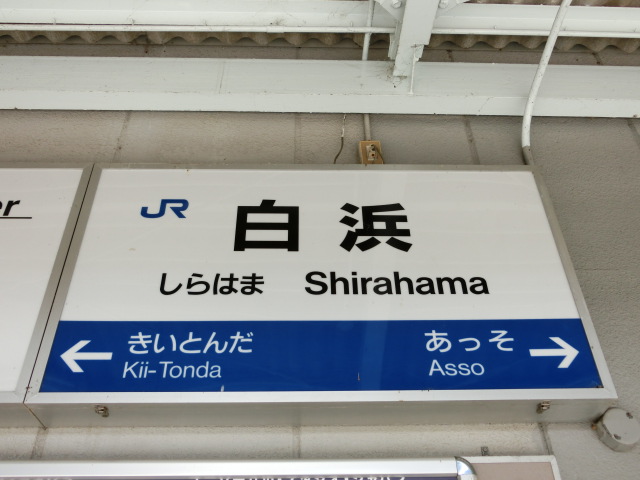 JR 白浜
しらはま Shirahama
きいとんだ
Kii-Tonda
あっそ
Asso